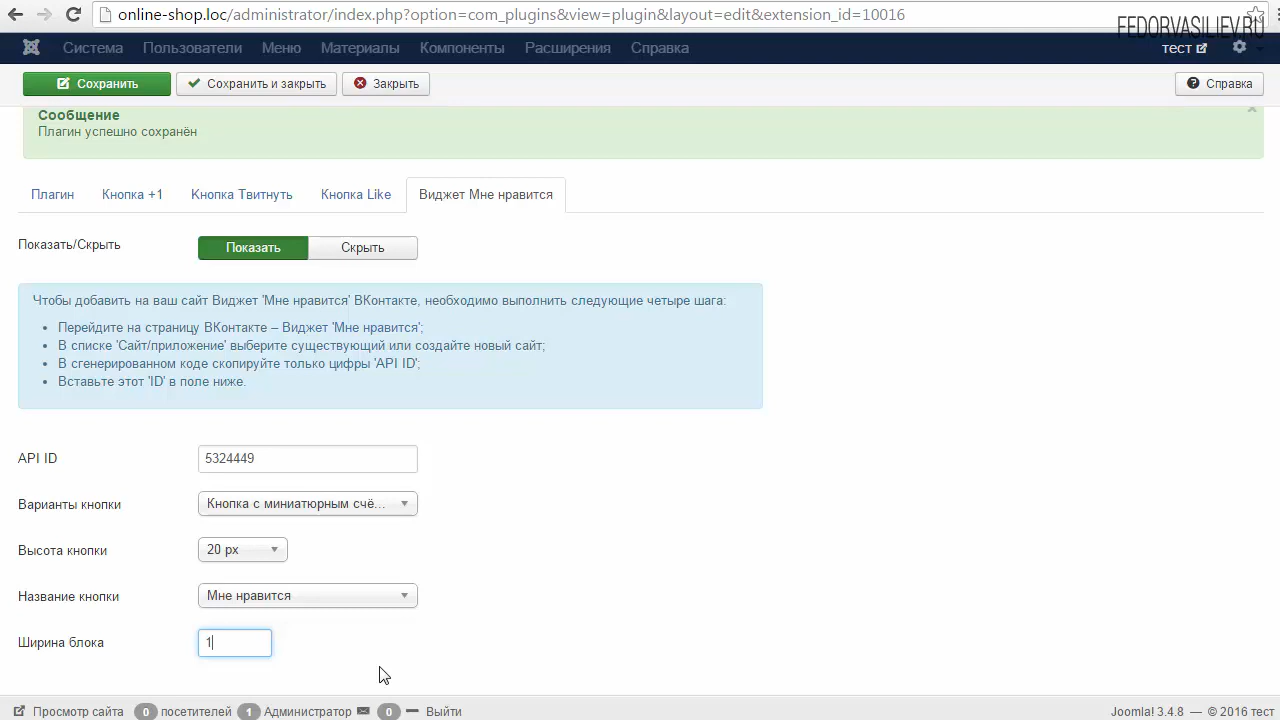 online-shop.loc/administrator/index.php?option=com_plugins&view=plugin&layout=edit&extension_id=10016
FEDORVASILIEV.RU
Система Пользователи Меню Материалы Компоненты Расширения Справка тест
Сохранить Сохранить и закрыть Закрыть Справка
Сообщение
Плагин успешно сохранён
Плагин Кнопка +1 Кнопка Твитнуть Кнопка Like Виджет Мне нравится
Показать/Скрыть Показать Скрыть
Чтобы добавить на ваш сайт Виджет 'Мне нравится' ВКонтакте, необходимо выполнить следующие четыре шага:
• Перейдите на страницу ВКонтакте – Виджет 'Мне нравится';
• В списке 'Сайт/приложение' выберите существующий или создайте новый сайт;
• В сгенерированном коде скопируйте только цифры 'API ID';
• Вставьте этот 'ID' в поле ниже.
API ID 5324449
Варианты кнопки Кнопка с миниатюрным счё...
Высота кнопки 20 px
Название кнопки Мне нравится
Ширина блока 1
Просмотр сайта 0 посетителей 1 Администратор 0 Выйти Joomla! 3.4.8 — © 2016 тест